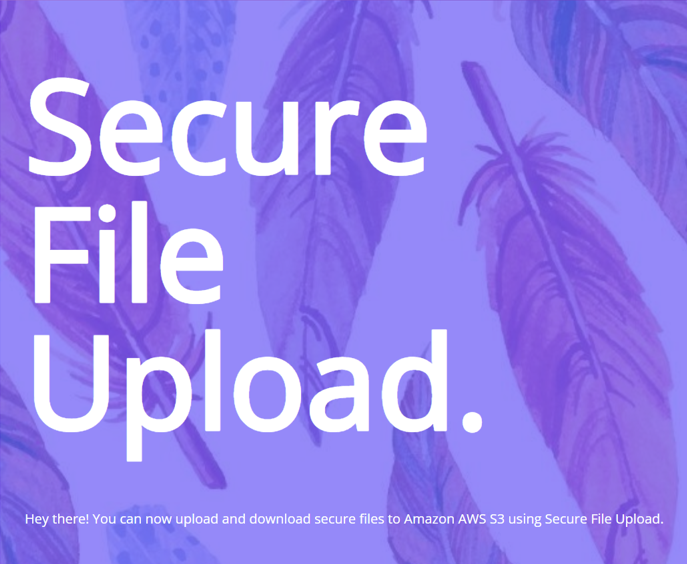 Secure
File
Upload.
Hey there! You can now upload and download secure files to Amazon AWS S3 using Secure File Upload.